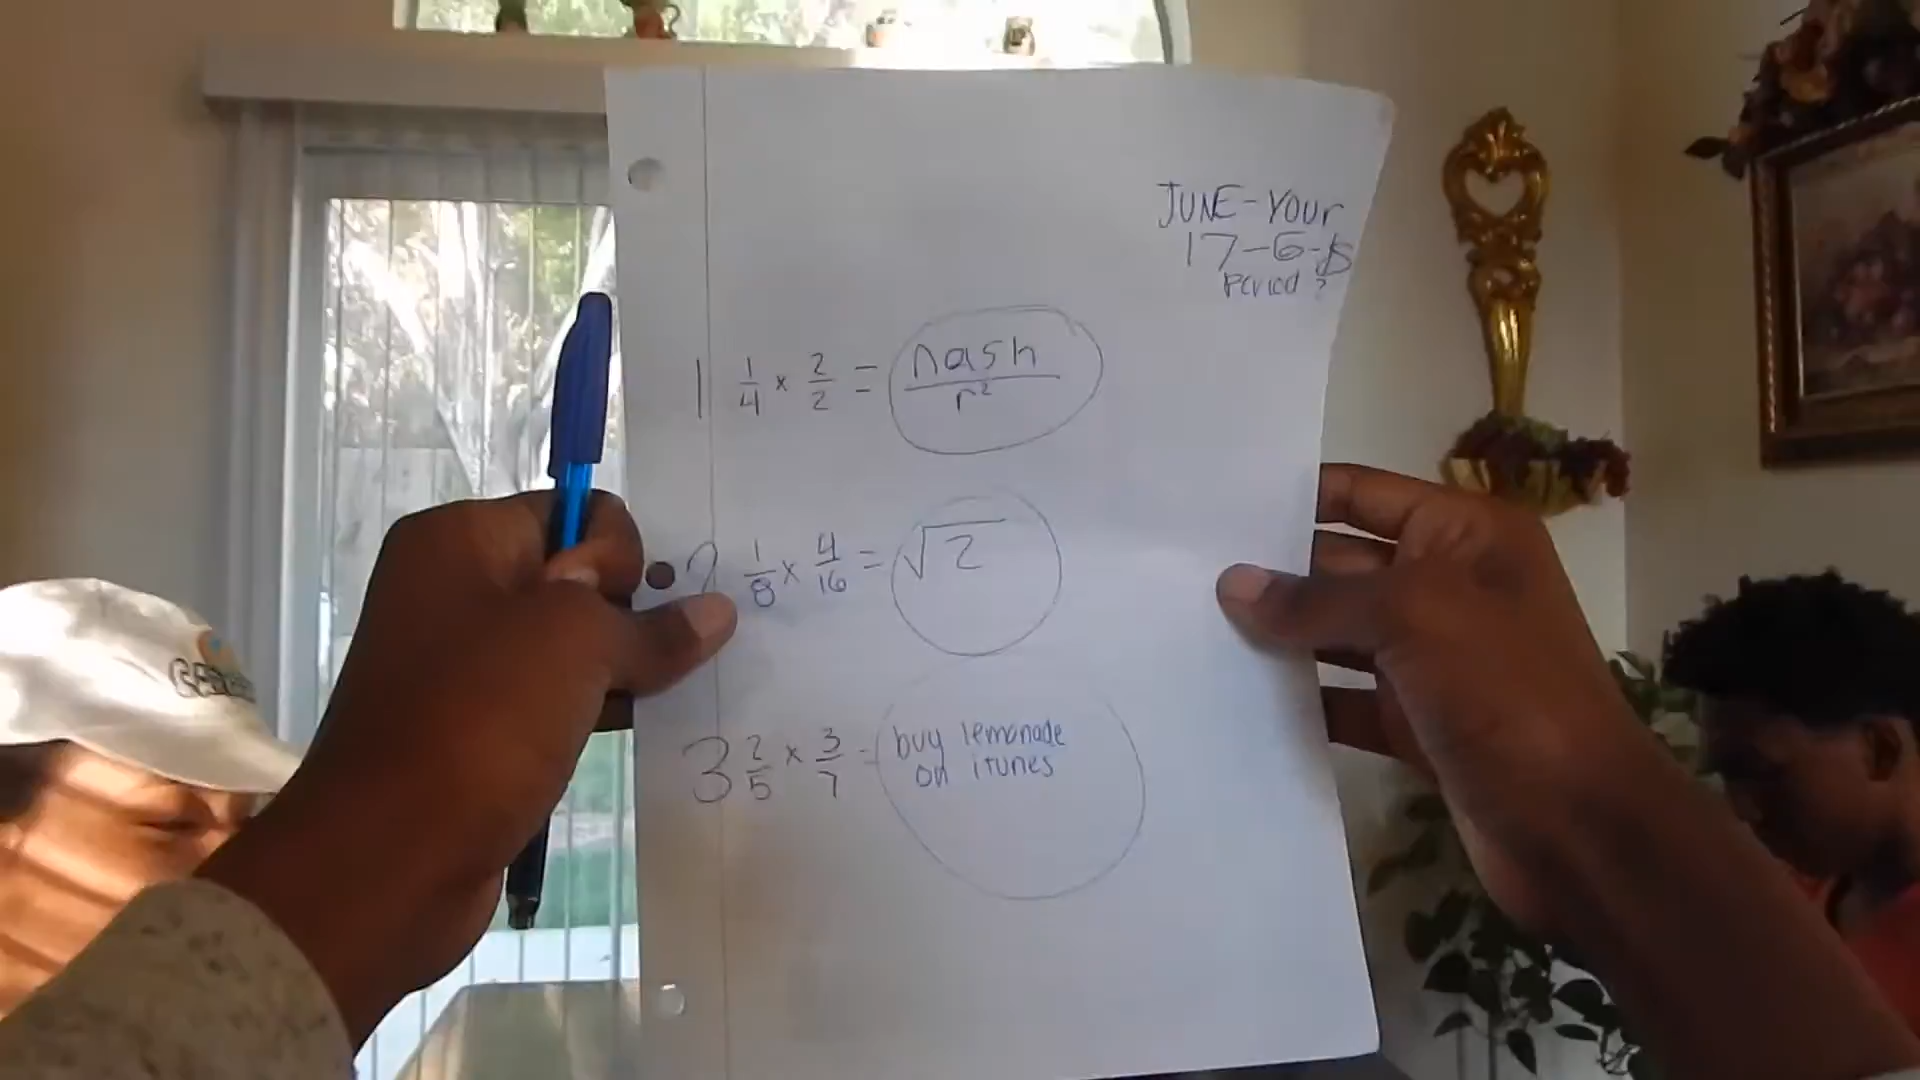 JUNE-YOUr
17-6-
Period ?
1 1/4 × 2/2 = nash/r²
2 1/8 × 4/16 = √2
3 2/5 × 3/7 = buy lemonade
on itunes